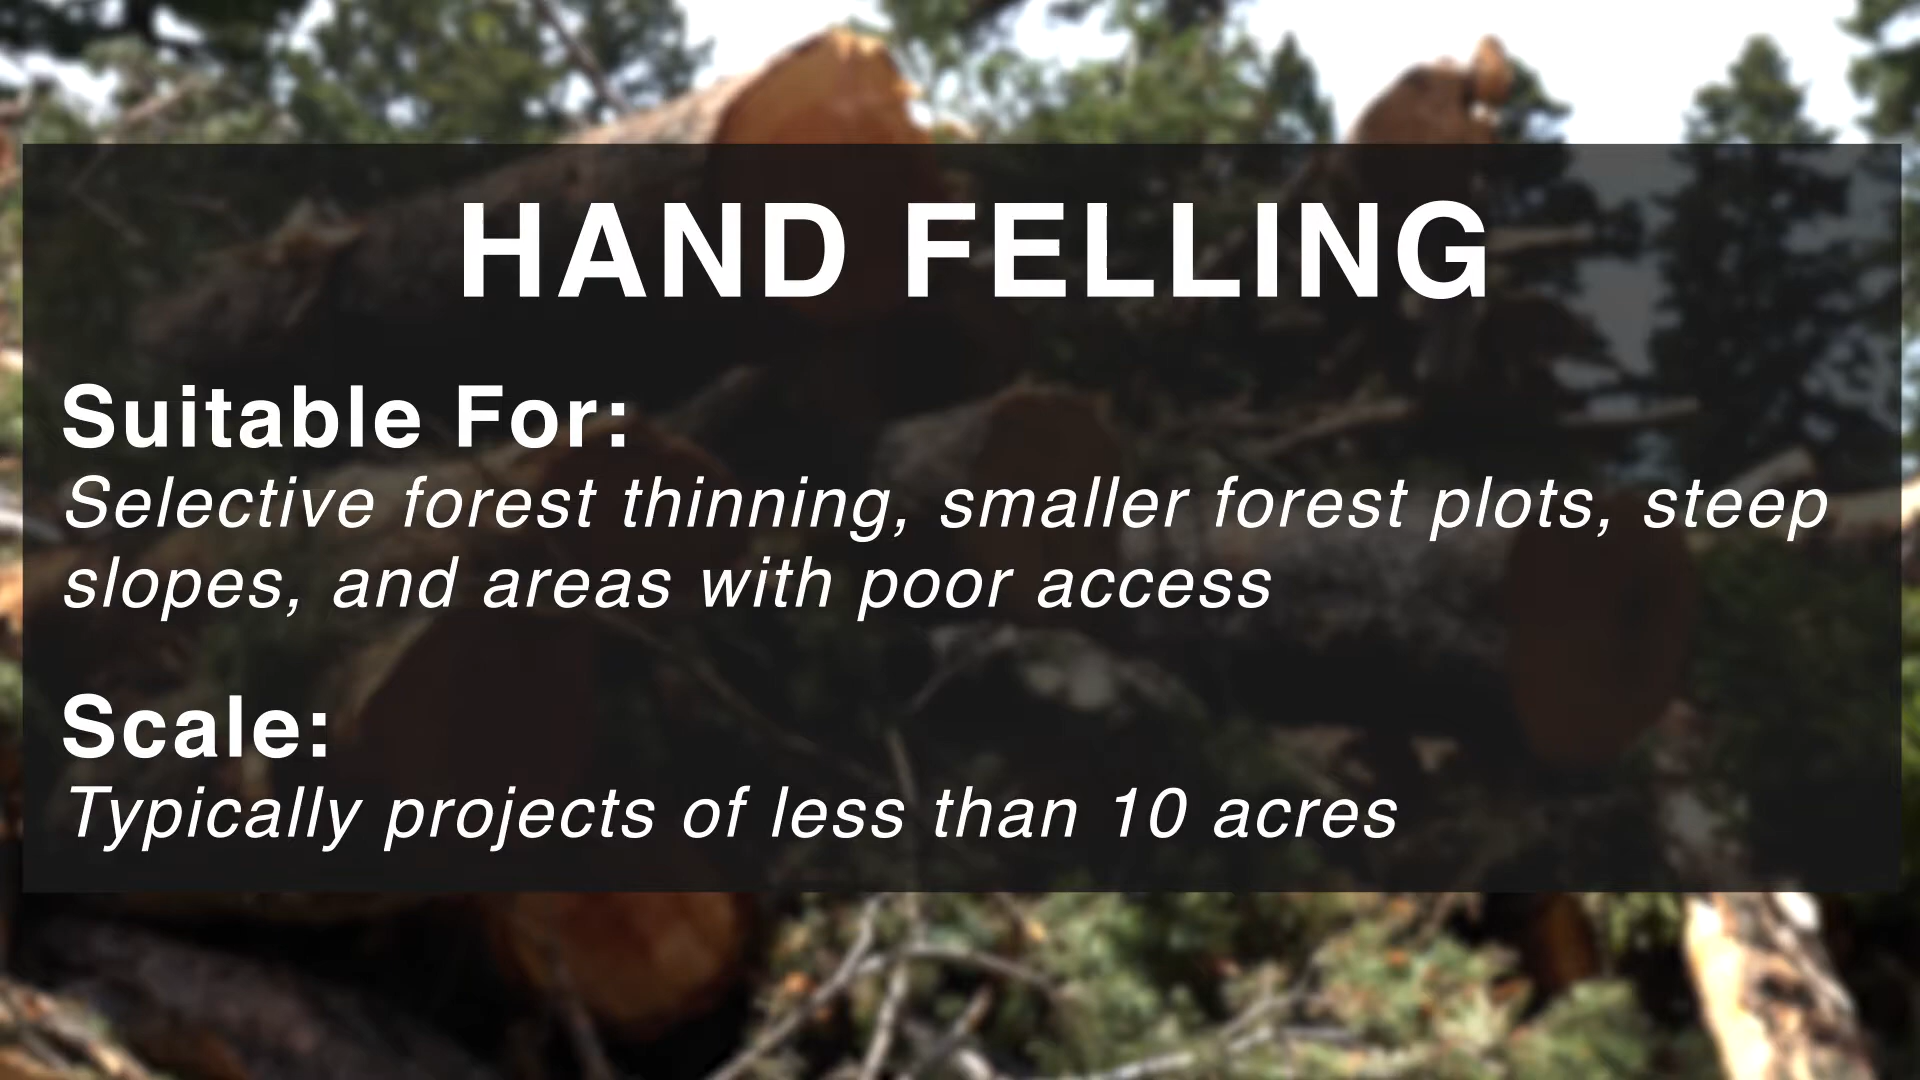 HAND FELLING
Suitable For:
Selective forest thinning, smaller forest plots, steep
slopes, and areas with poor access
Scale:
Typically projects of less than 10 acres